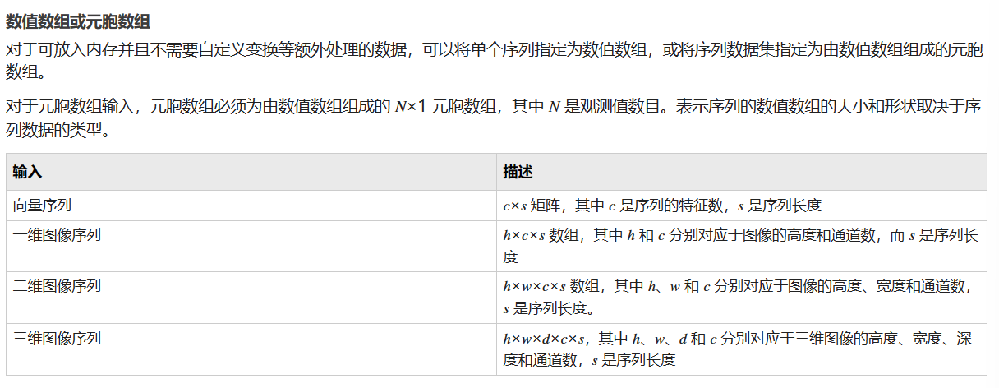 数值数组或元胞数组
对于可放入内存并且不需要自定义变换等额外处理的数据，可以将单个序列指定为数值数组，或将序列数据集指定为由数值数组组成的元胞
数组。
对于元胞数组输入，元胞数组必须为由数值数组组成的 N×1 元胞数组，其中 N 是观测值数目。表示序列的数值数组的大小和形状取决于序
列数据的类型。
输入 描述
向量序列 c×s 矩阵，其中 c 是序列的特征数，s 是序列长度
一维图像序列 h×c×s 数组，其中 h 和 c 分别对应于图像的高度和通道数，而 s 是序列长
度
二维图像序列 h×w×c×s 数组，其中 h、w 和 c 分别对应于图像的高度、宽度和通道数，
s 是序列长度。
三维图像序列 h×w×d×c×s，其中 h、w、d 和 c 分别对应于三维图像的高度、宽度、深
度和通道数，s 是序列长度